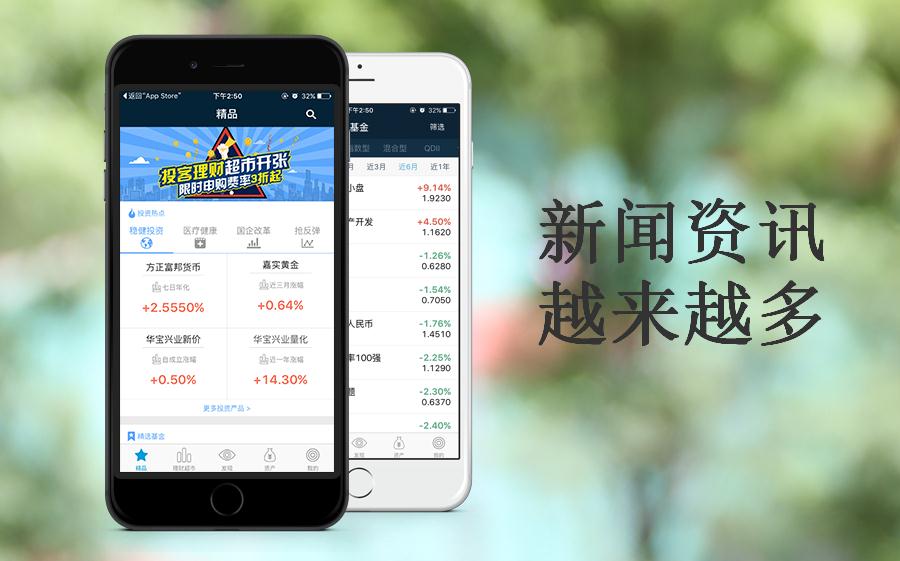 返回"App Store"
下午2:50
32%
精品
投客理财超市开张
限时申购费率3折起
投资热点
稳健投资
医疗健康
国企改革
抢反弹
方正富邦货币
七日年化
+2.5550%
嘉实黄金
近三月涨幅
+0.64%
华宝兴业新价
自成立涨幅
+0.50%
华宝兴业量化
近一年涨幅
+14.30%
更多投资产品 >
精选基金
精品
理财超市
发现
资产
我的
下午2:50
32%
基金
筛选
指数型
混合型
QDII
月
近3月
近6月
近1年
小盘
+9.14%
1.9230
产开发
+4.50%
1.1620
-1.26%
0.6280
-1.54%
0.7050
人民币
-1.76%
1.4510
率100强
-2.25%
1.1290
题
-2.30%
0.6370
-2.40%
发现
资产
我的
新闻资讯
越来越多